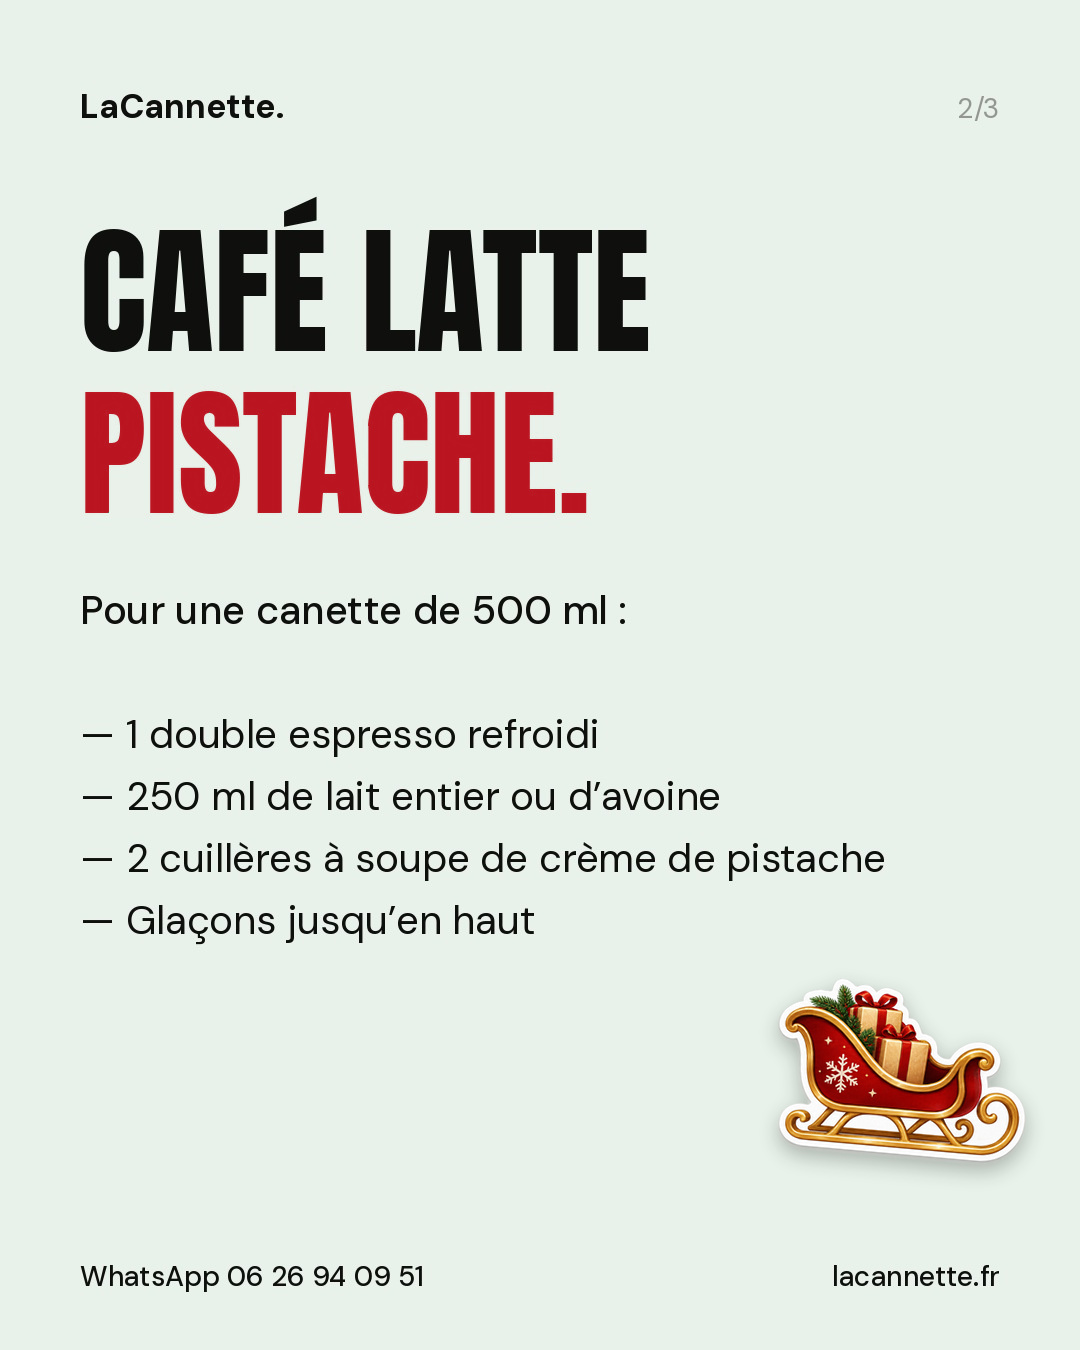 LaCannette.
2/3
CAFÉ LATTE
PISTACHE.
Pour une canette de 500 ml :
— 1 double espresso refroidi
— 250 ml de lait entier ou d’avoine
— 2 cuillères à soupe de crème de pistache
— Glaçons jusqu’en haut
WhatsApp 06 26 94 09 51
lacannette.fr